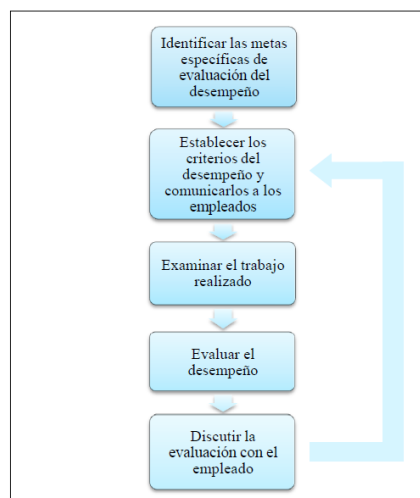 Identificar las metas
específicas de
evaluación del
desempeño
Establecer los
criterios del
desempeño y
comunicarlos a los
empleados
Examinar el trabajo
realizado
Evaluar el
desempeño
Discutir la
evaluación con el
empleado